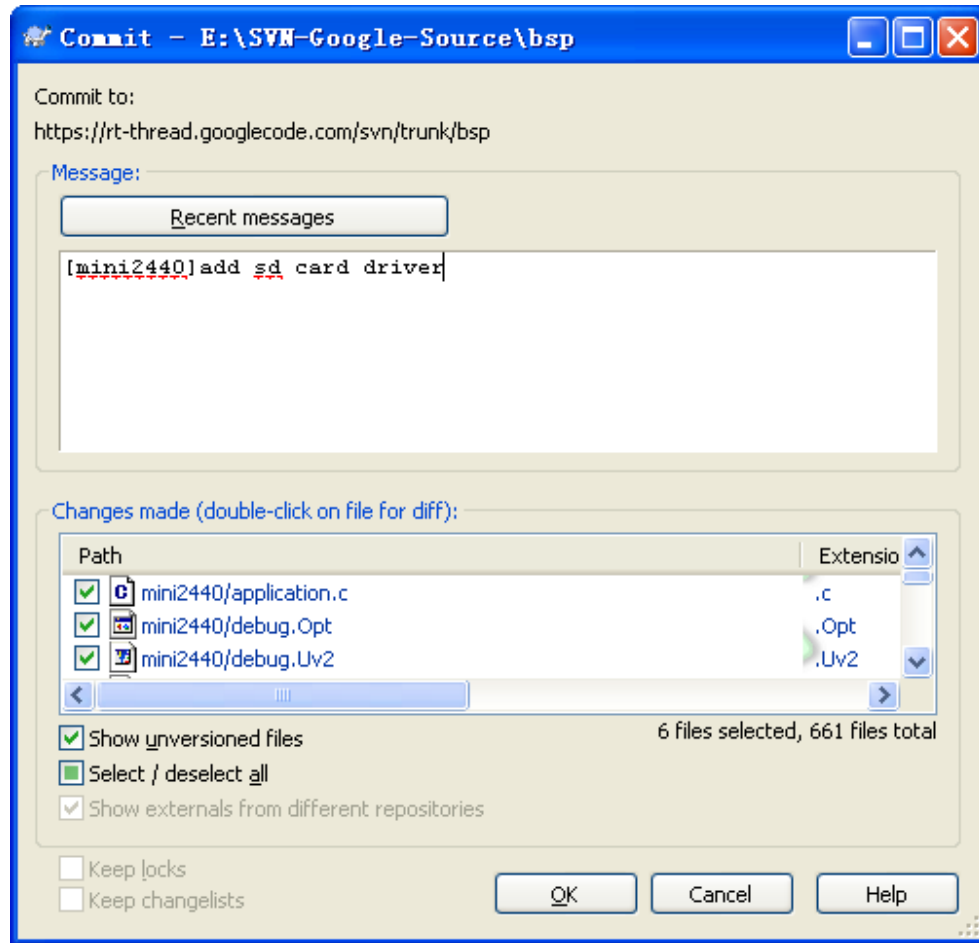 Commit - E:\SVN-Google-Source\bsp
Commit to:
https://rt-thread.googlecode.com/svn/trunk/bsp
Message:
Recent messages
[mini2440]add sd card driver
Changes made (double-click on file for diff):
Path Extensio
mini2440/application.c .c
mini2440/debug.Opt .Opt
mini2440/debug.Uv2 .Uv2
6 files selected, 661 files total
Show unversioned files
Select / deselect all
Show externals from different repositories
Keep locks
Keep changelists
OK Cancel Help